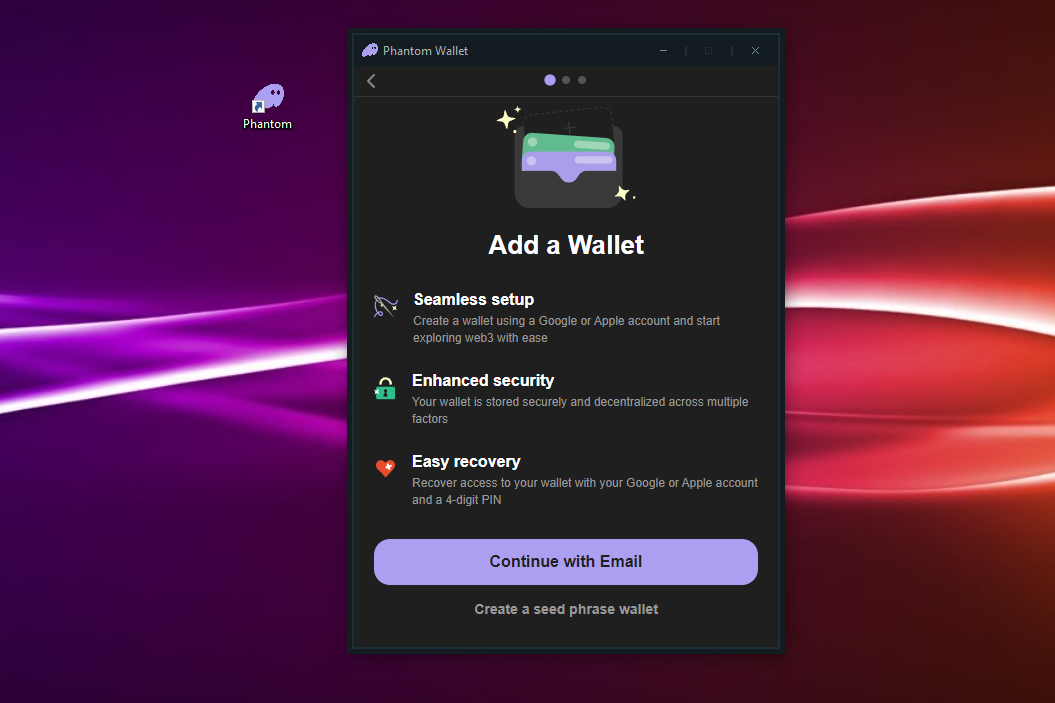 Phantom Wallet
Phantom
Add a Wallet
Seamless setup
Create a wallet using a Google or Apple account and start
exploring web3 with ease
Enhanced security
Your wallet is stored securely and decentralized across multiple
factors
Easy recovery
Recover access to your wallet with your Google or Apple account
and a 4-digit PIN
Continue with Email
Create a seed phrase wallet